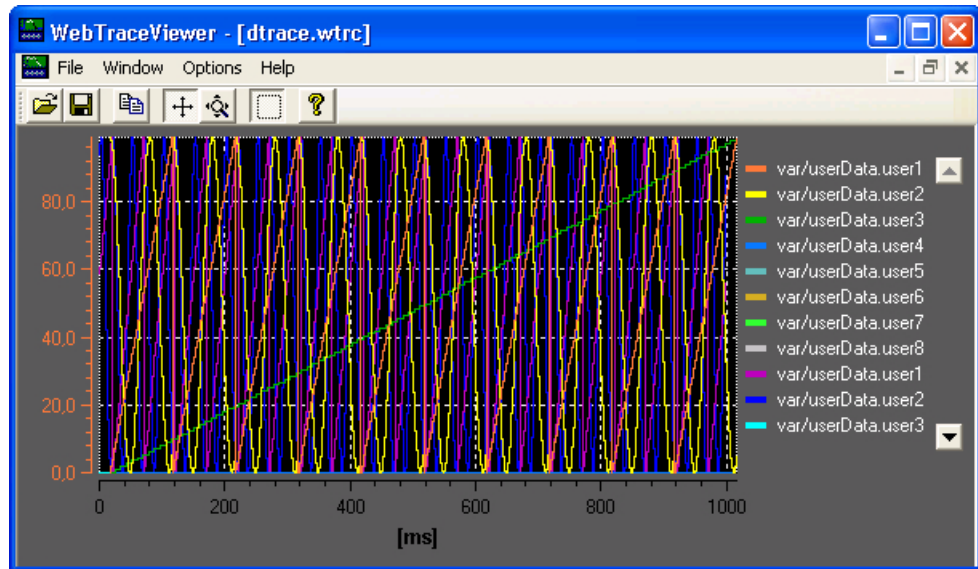 WebTraceViewer - [dtrace.wtrc]
File Window Options Help
80,0
60,0
40,0
20,0
0,0
0 200 400 600 800 1000
[ms]
var/userData.user1
var/userData.user2
var/userData.user3
var/userData.user4
var/userData.user5
var/userData.user6
var/userData.user7
var/userData.user8
var/userData.user1
var/userData.user2
var/userData.user3